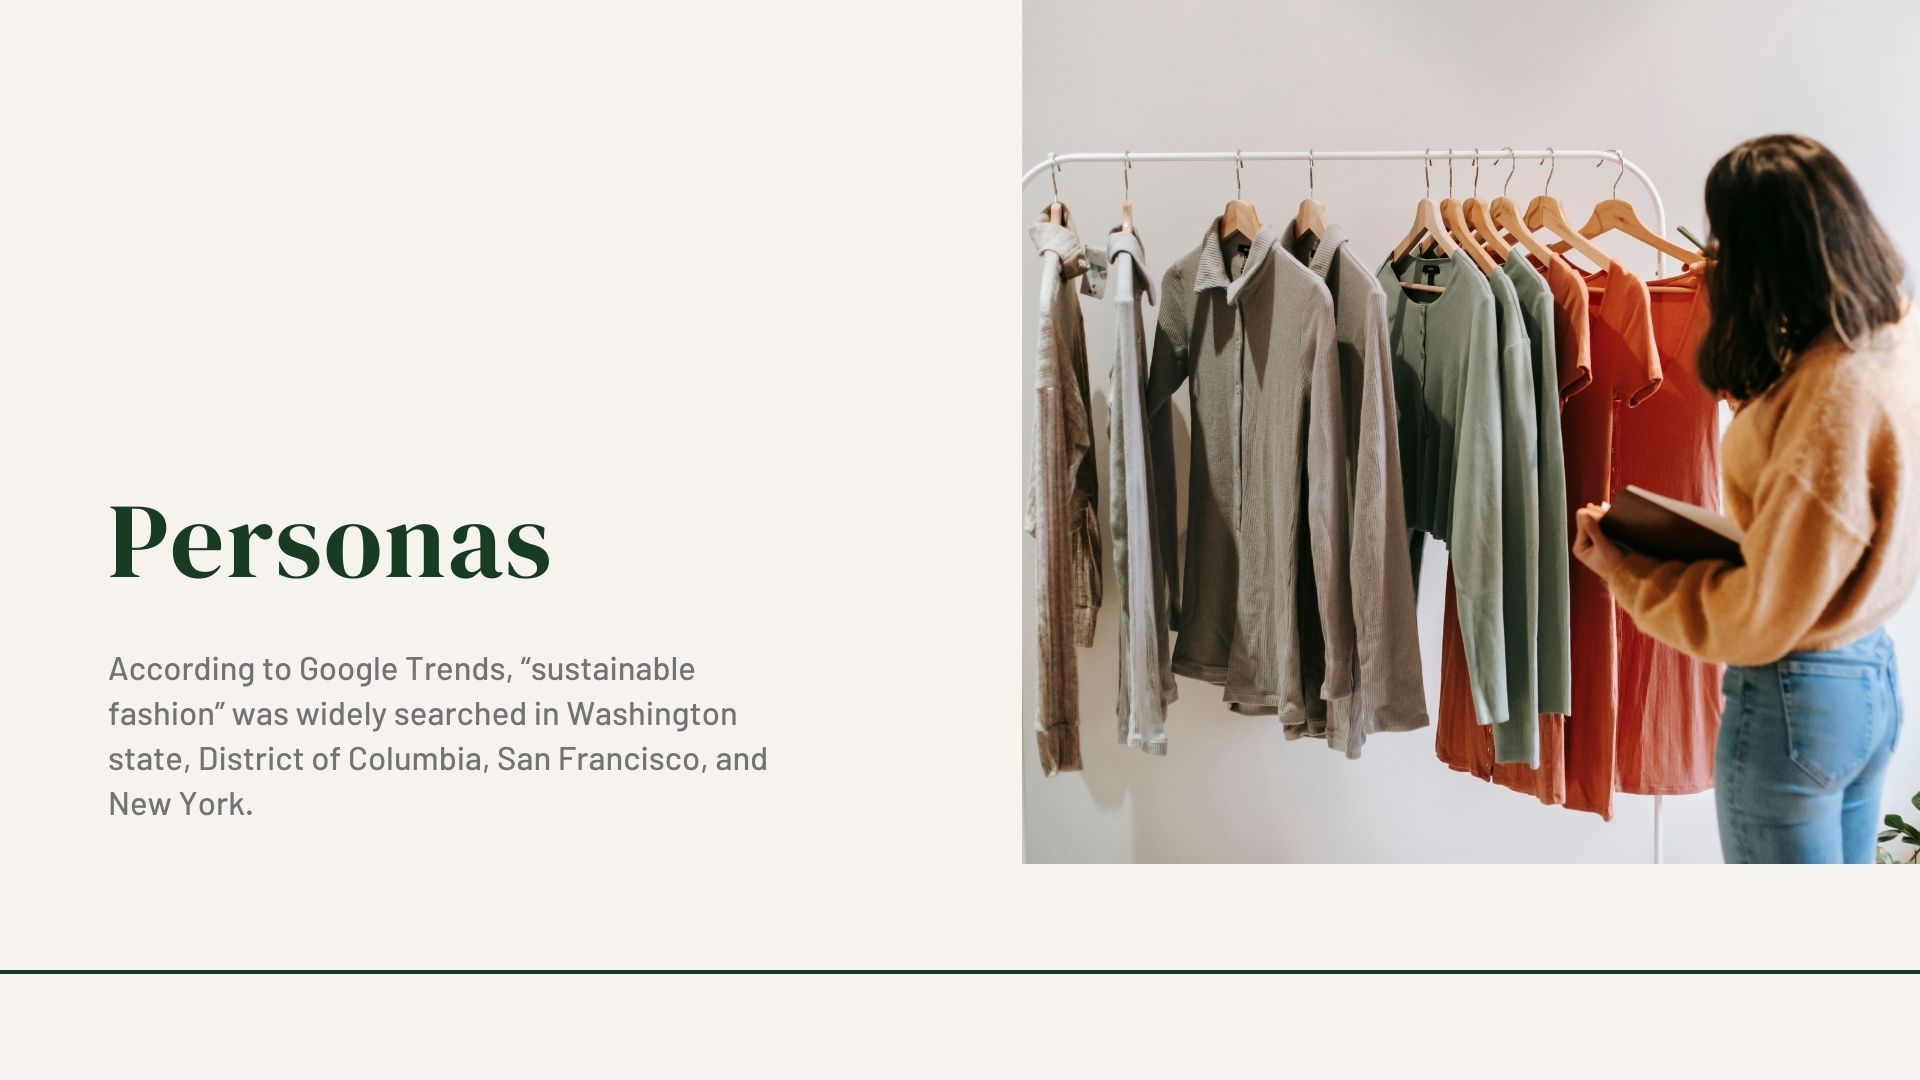 Personas
According to Google Trends, “sustainable
fashion” was widely searched in Washington
state, District of Columbia, San Francisco, and
New York.